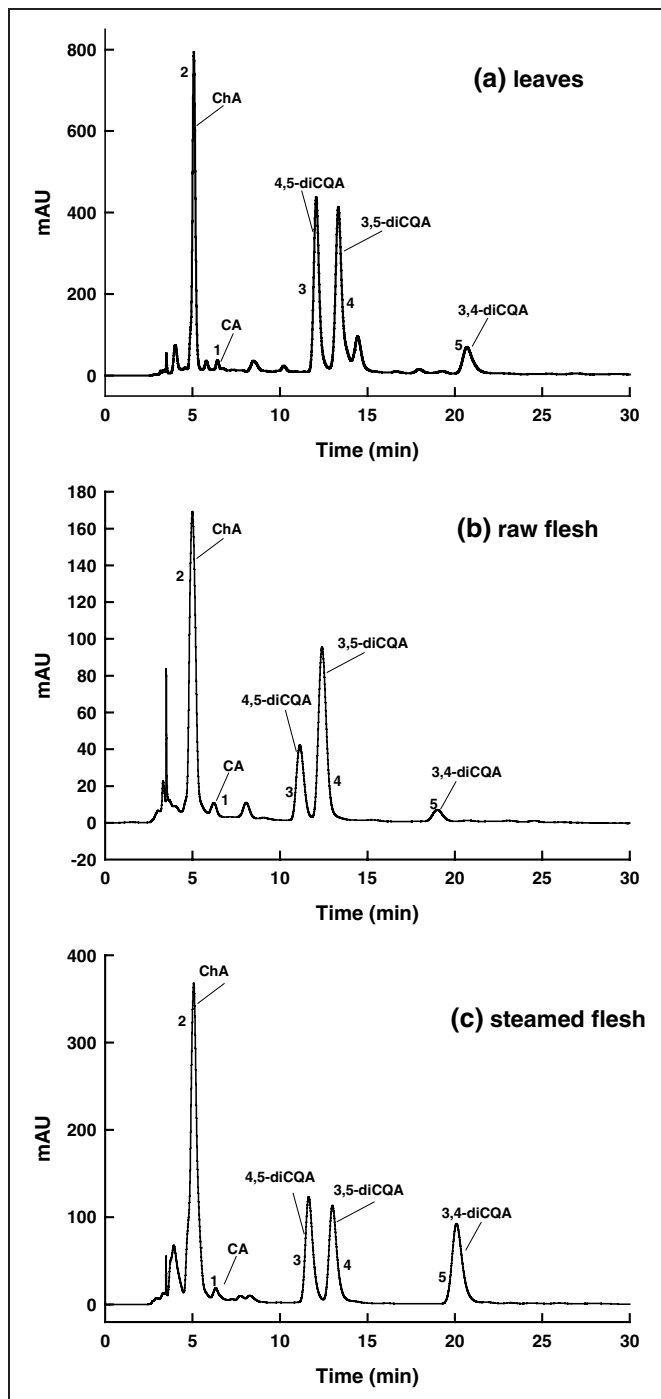 800
600
400
200
0
mAU
(a) leaves
2
ChA
1
CA
4,5-diCQA
3
3,5-diCQA
4
3,4-diCQA
5
0 5 10 15 20 25 30
Time (min)
180
160
140
120
100
80
60
40
20
0
-20
mAU
(b) raw flesh
2
ChA
CA
1
4,5-diCQA
3
3,5-diCQA
4
3,4-diCQA
5
0 5 10 15 20 25 30
Time (min)
400
300
200
100
0
mAU
(c) steamed flesh
2
ChA
CA
1
4,5-diCQA
3
3,5-diCQA
4
3,4-diCQA
5
0 5 10 15 20 25 30
Time (min)